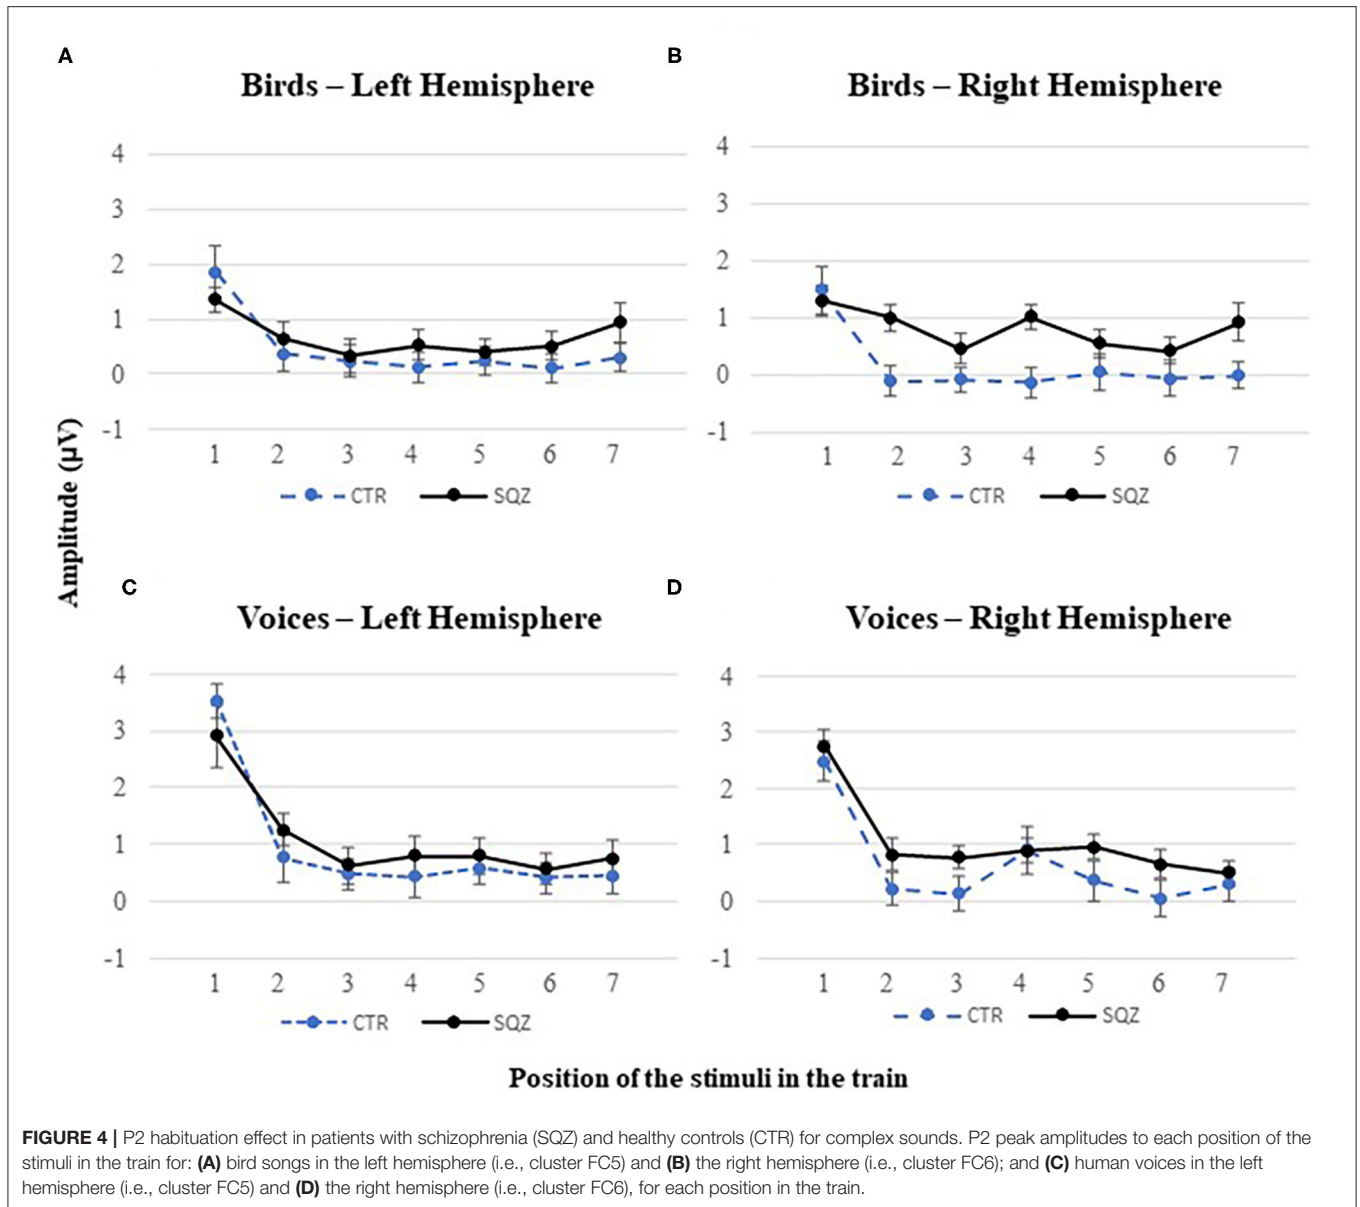 A
Birds – Left Hemisphere
4
3
2
1
0
-1
1 2 3 4 5 6 7
CTR SQZ
B
Birds – Right Hemisphere
4
3
2
1
0
-1
1 2 3 4 5 6 7
CTR SQZ
Amplitude (μV)
C
Voices – Left Hemisphere
4
3
2
1
0
-1
1 2 3 4 5 6 7
CTR SQZ
D
Voices – Right Hemisphere
4
3
2
1
0
-1
1 2 3 4 5 6 7
CTR SQZ
Position of the stimuli in the train
FIGURE 4 | P2 habituation effect in patients with schizophrenia (SQZ) and healthy controls (CTR) for complex sounds. P2 peak amplitudes to each position of the
stimuli in the train for: (A) bird songs in the left hemisphere (i.e., cluster FC5) and (B) the right hemisphere (i.e., cluster FC6); and (C) human voices in the left
hemisphere (i.e., cluster FC5) and (D) the right hemisphere (i.e., cluster FC6), for each position in the train.